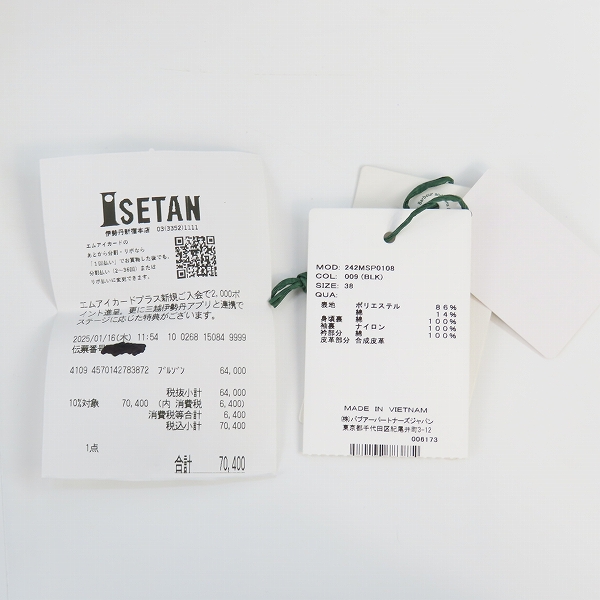 ISETAN
伊勢丹新宿本店 03(3352)1111
エムアイカードの
あとから分割・リボなら
「1回払い」でお買物した後でも、
分割払い(2~36回)または
リボ払いに変更できます。
エムアイカードプラス新規ご入会で2,000ポ
イント進呈。更に三越伊勢丹アプリと連携で
ステージに応じた特典がございます。
2025/01/16(木) 11:54 10 0268 15084 9999
伝票番号
4109 4570142783872 ブルゾン 64,000
税抜小計 64,000
10%対象 70,400 (内 消費税 6,400)
消費税等合計 6,400
税込小計 70,400
1点
合計 70,400
MOD: 242MSP0108
COL: 009 (BLK)
SIZE: 38
QUA:
表地 ポリエステル 86%
綿 14%
身頃裏 綿 100%
袖裏 ナイロン 100%
衿部分 綿 100%
皮革部分 合成皮革
MADE IN VIETNAM
(株)バブアーパートナーズジャパン
東京都千代田区紀尾井町3-12
006173